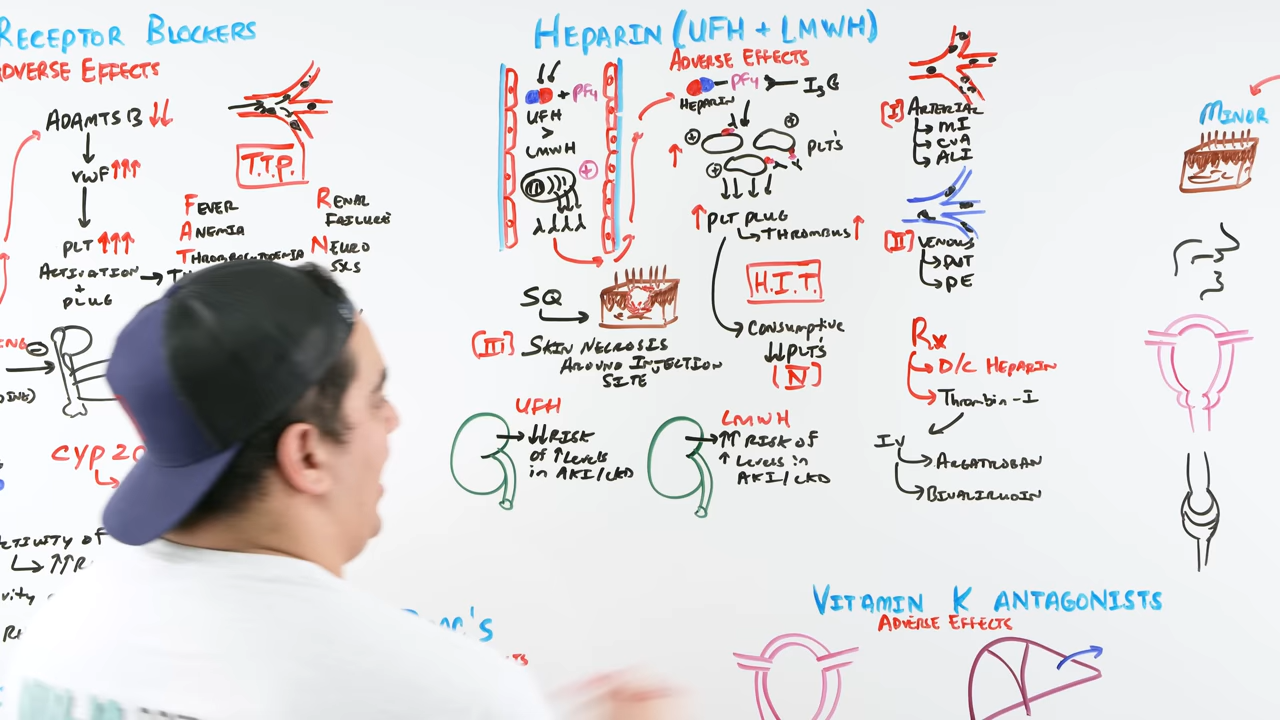 RECEPTOR BLOCKERS
ADVERSE EFFECTS
ADAMTS 13 ↓↓
VWF ↑↑↑
PLT ↑↑↑
ACTIVATION
+
PLUG
T.T.P.
FEVER
ANEMIA
THROMBOCYTOPENIA
RENAL
FAILURE
NEURO
SXS
CYP 2C
HEPARIN (UFH + LMWH)
ADVERSE EFFECTS
+ PF4
UFH
>
LMWH
+
SQ
[III] SKIN NECROSIS
AROUND INJECTION
SITE
HEPARIN
PF4
IgG
+
+
+
PLT'S
↑
↑ PLT PLUG
THROMBUS ↑
H.I.T.
CONSUMPTIVE
↓↓ PLTS
[IV]
UFH
↓↓ RISK
OF ↑ LEVELS
in AKI/CKD
LMWH
↑↑ RISK OF
↑ LEVELS in
AKI/CKD
[I] ARTERIAL
MI
CVA
ALI
[II] VENOUS
DVT
PE
Rx
D/C HEPARIN
Thrombin-I
IV
ARGATROBAN
BIVALIRUDIN
MINOR
VITAMIN K ANTAGONISTS
ADVERSE EFFECTS